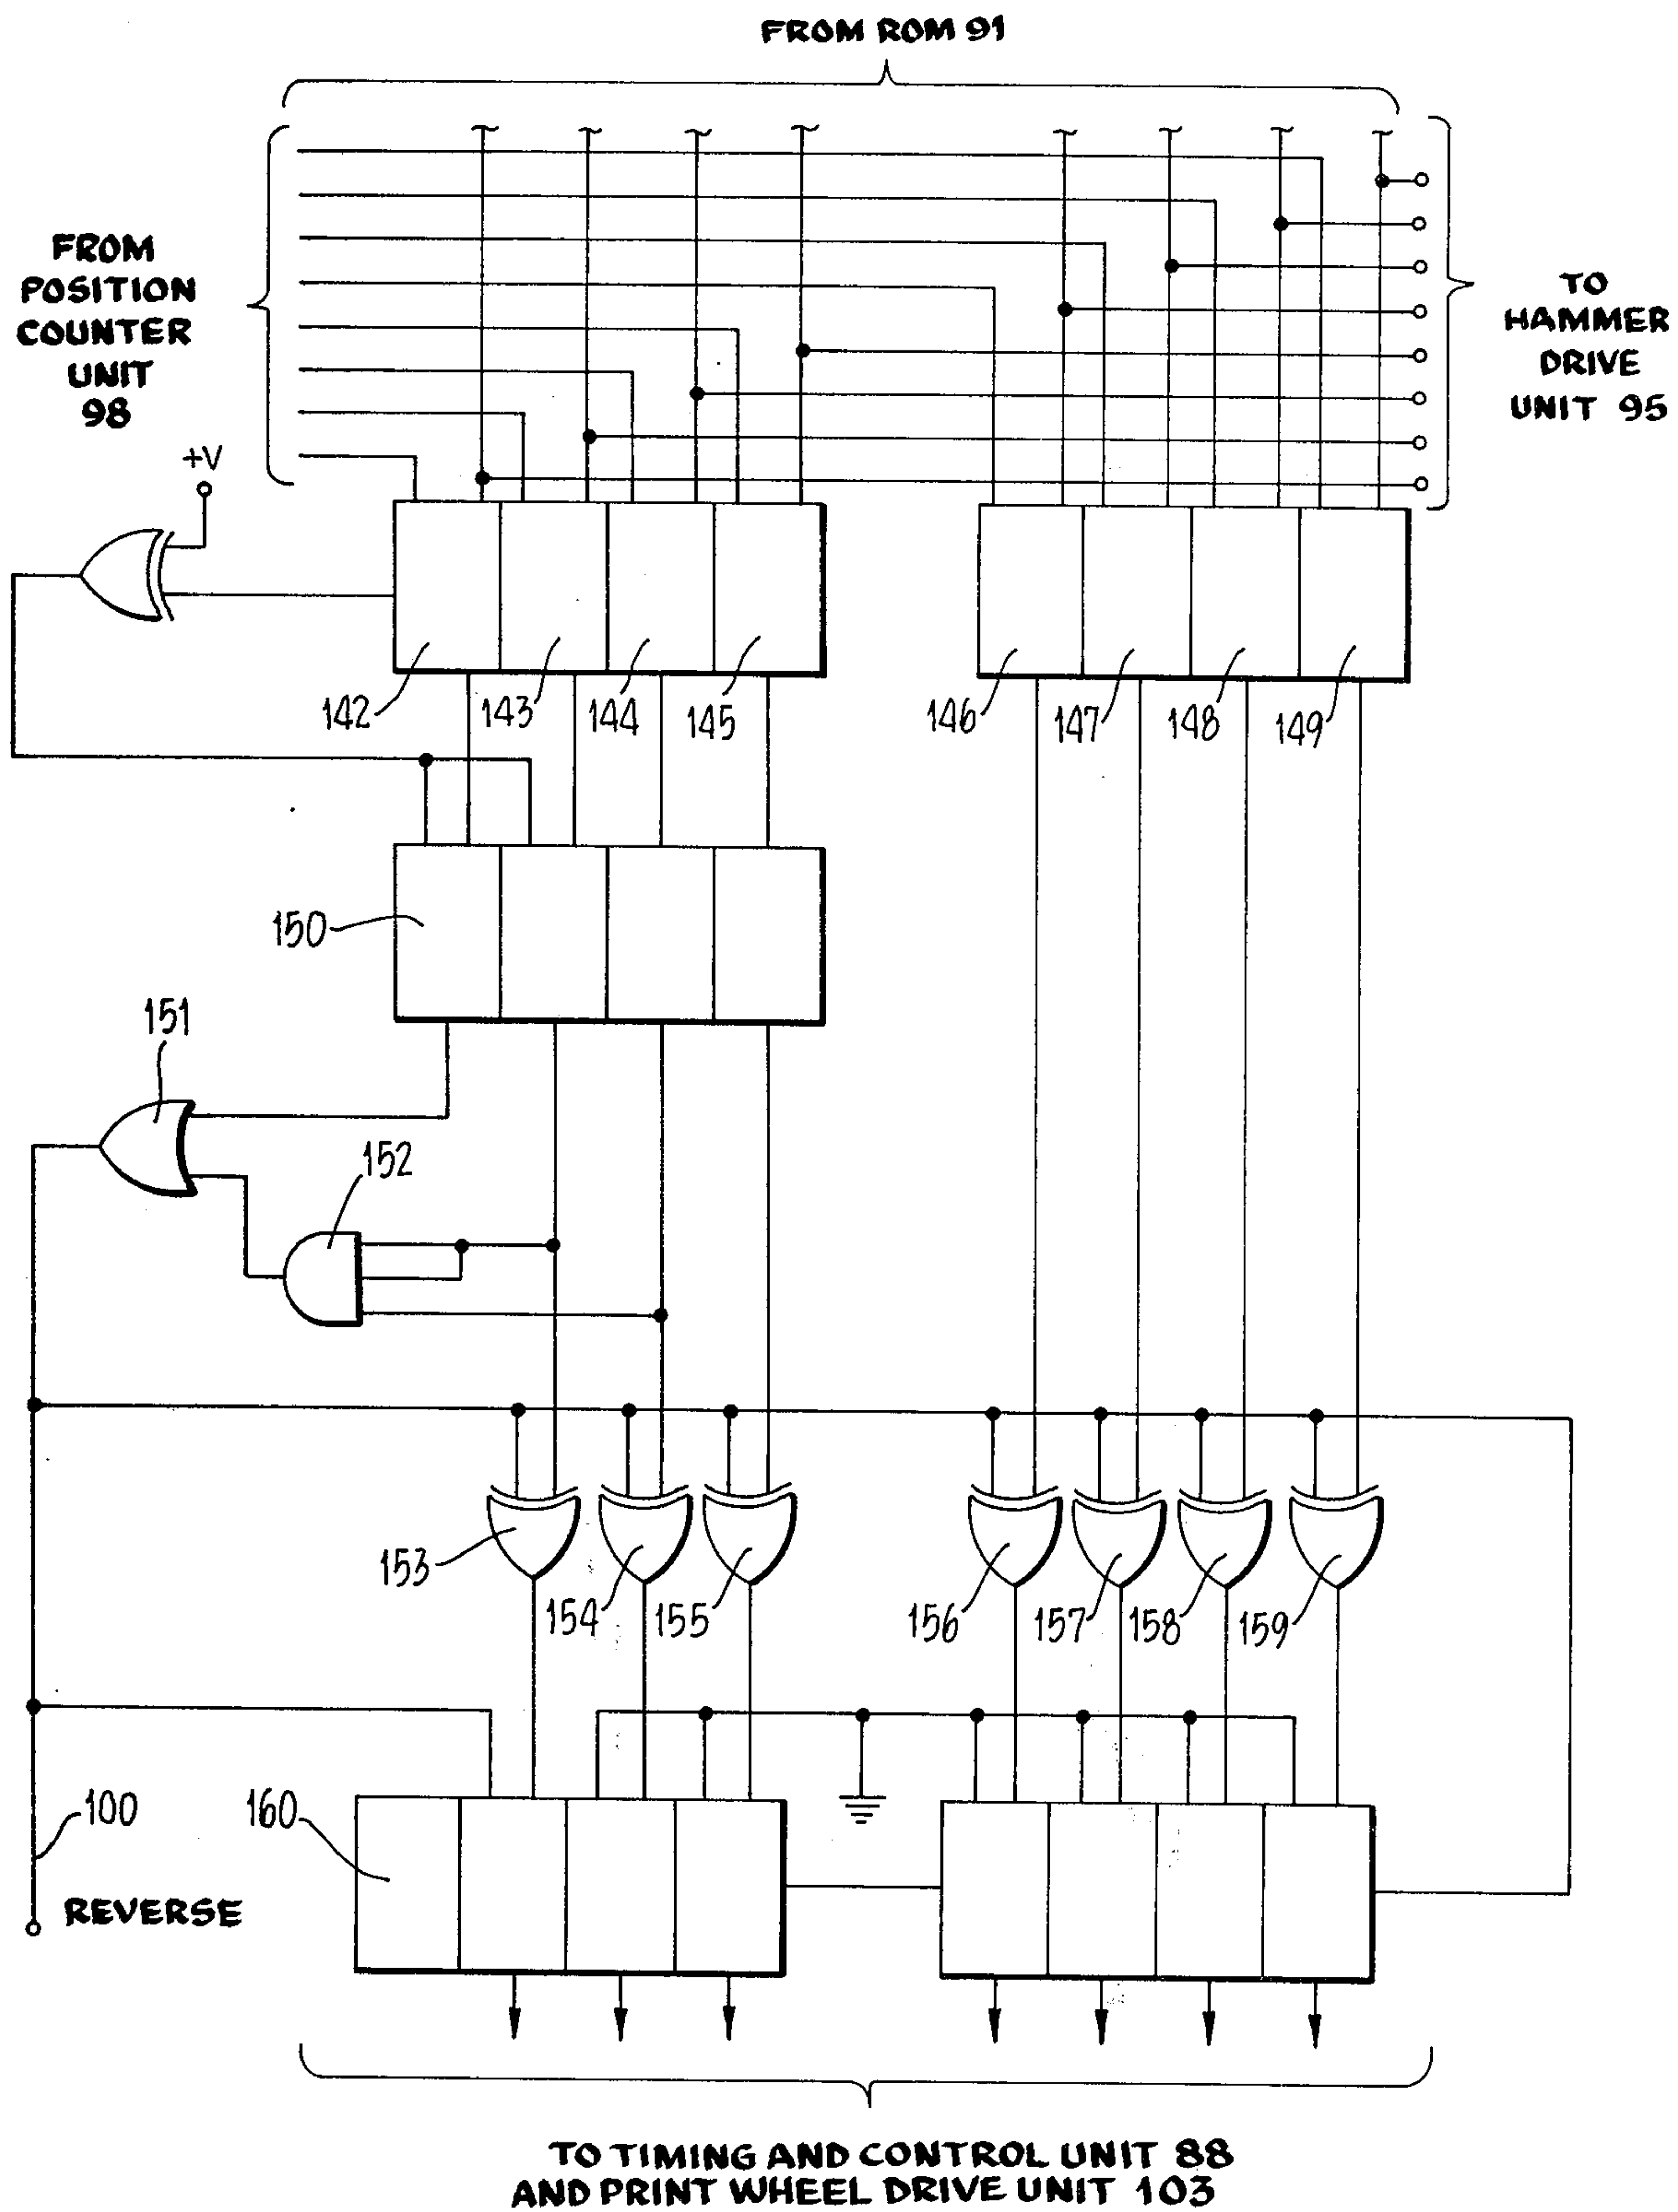 FROM ROM 91
FROM
POSITION
COUNTER
UNIT
98
TO
HAMMER
DRIVE
UNIT 95
+V
142
143
144
145
146
147
148
149
150
151
152
153
154
155
156
157
158
159
100
160
REVERSE
TO TIMING AND CONTROL UNIT 88
AND PRINT WHEEL DRIVE UNIT 103